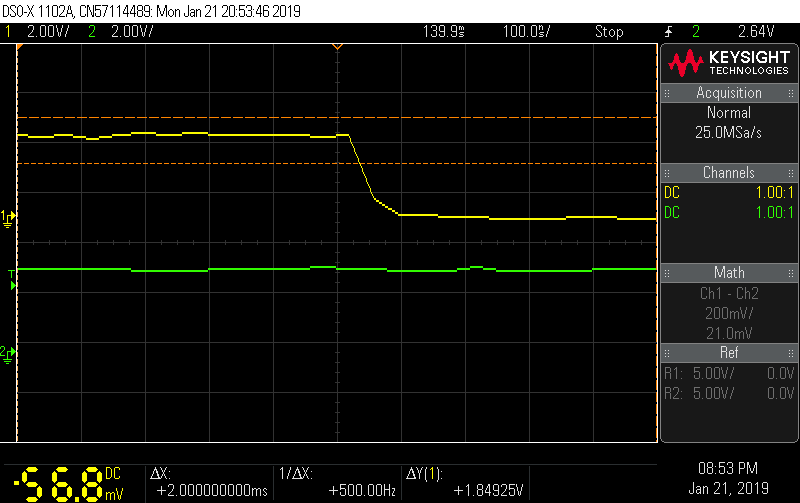 DSO-X 1102A, CN57114489: Mon Jan 21 20:53:46 2019
1 2.00V/ 2 2.00V/ 139.9us 100.0s/ Stop 2 2.64V
KEYSIGHT
TECHNOLOGIES
Acquisition
Normal
25.0MSa/s
Channels
DC 1.00:1
DC 1.00:1
1
T
Math
Ch1 - Ch2
200mV/
21.0mV
2
Ref
R1: 5.00V/ 0.0V
R2: 5.00V/ 0.0V
-56.8 DC mV
ΔX:
+2.000000000ms
1/ΔX:
+500.00Hz
ΔY(1):
+1.84925V
08:53 PM
Jan 21, 2019